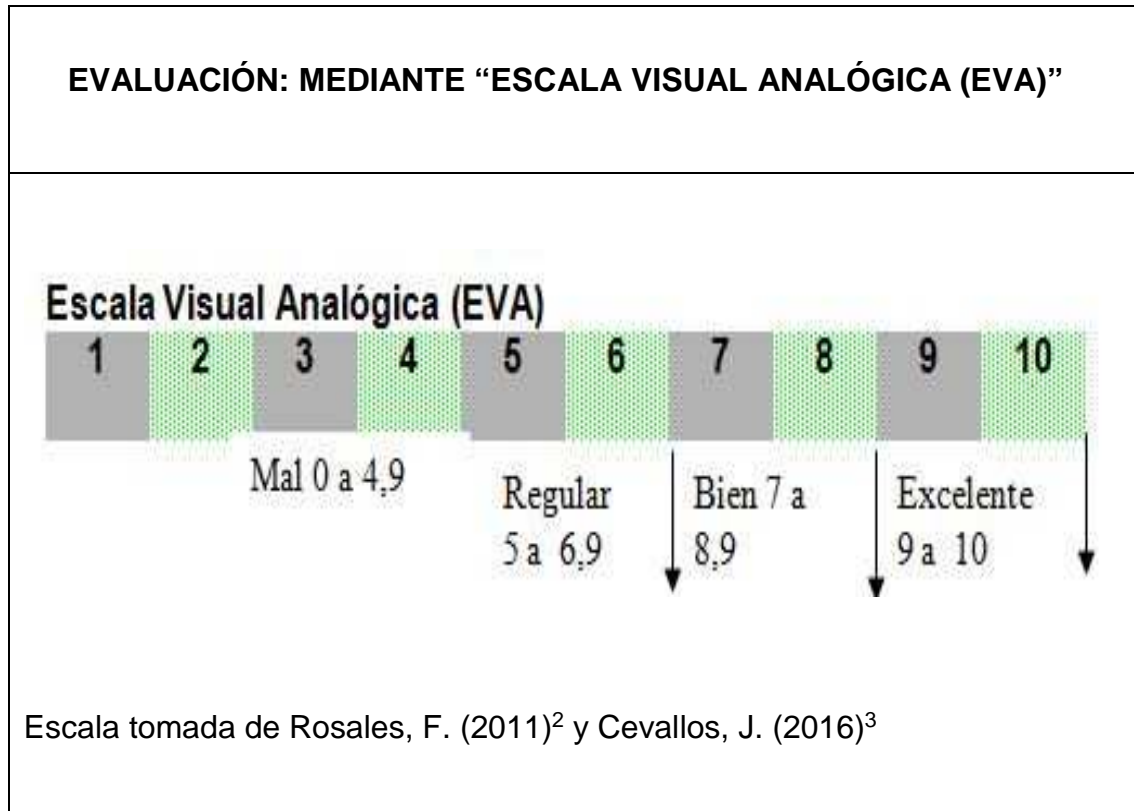 EVALUACIÓN: MEDIANTE “ESCALA VISUAL ANALÓGICA (EVA)”
Escala Visual Analógica (EVA)
1 2 3 4 5 6 7 8 9 10
Mal 0 a 4,9
Regular
5 a 6,9
Bien 7 a
8,9
Excelente
9 a 10
Escala tomada de Rosales, F. (2011)² y Cevallos, J. (2016)³